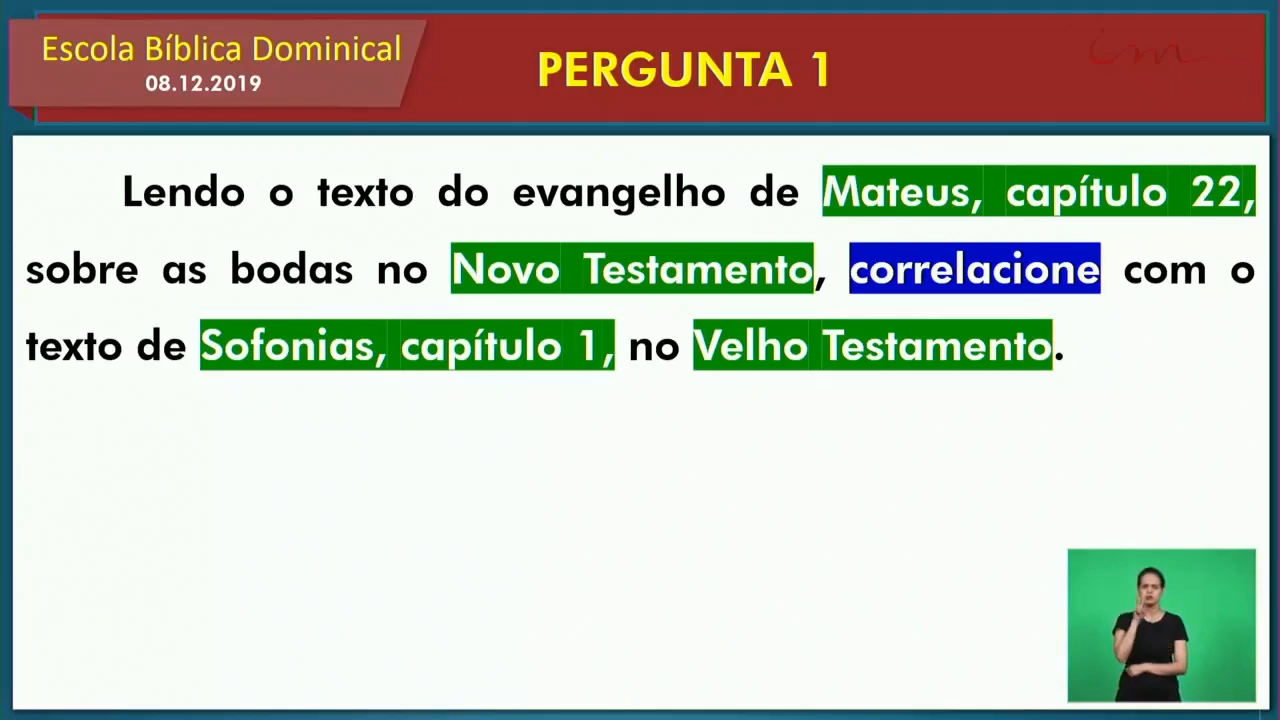 Escola Bíblica Dominical
08.12.2019
PERGUNTA 1
im
Lendo o texto do evangelho de Mateus, capítulo 22,
sobre as bodas no Novo Testamento, correlacione com o
texto de Sofonias, capítulo 1, no Velho Testamento.